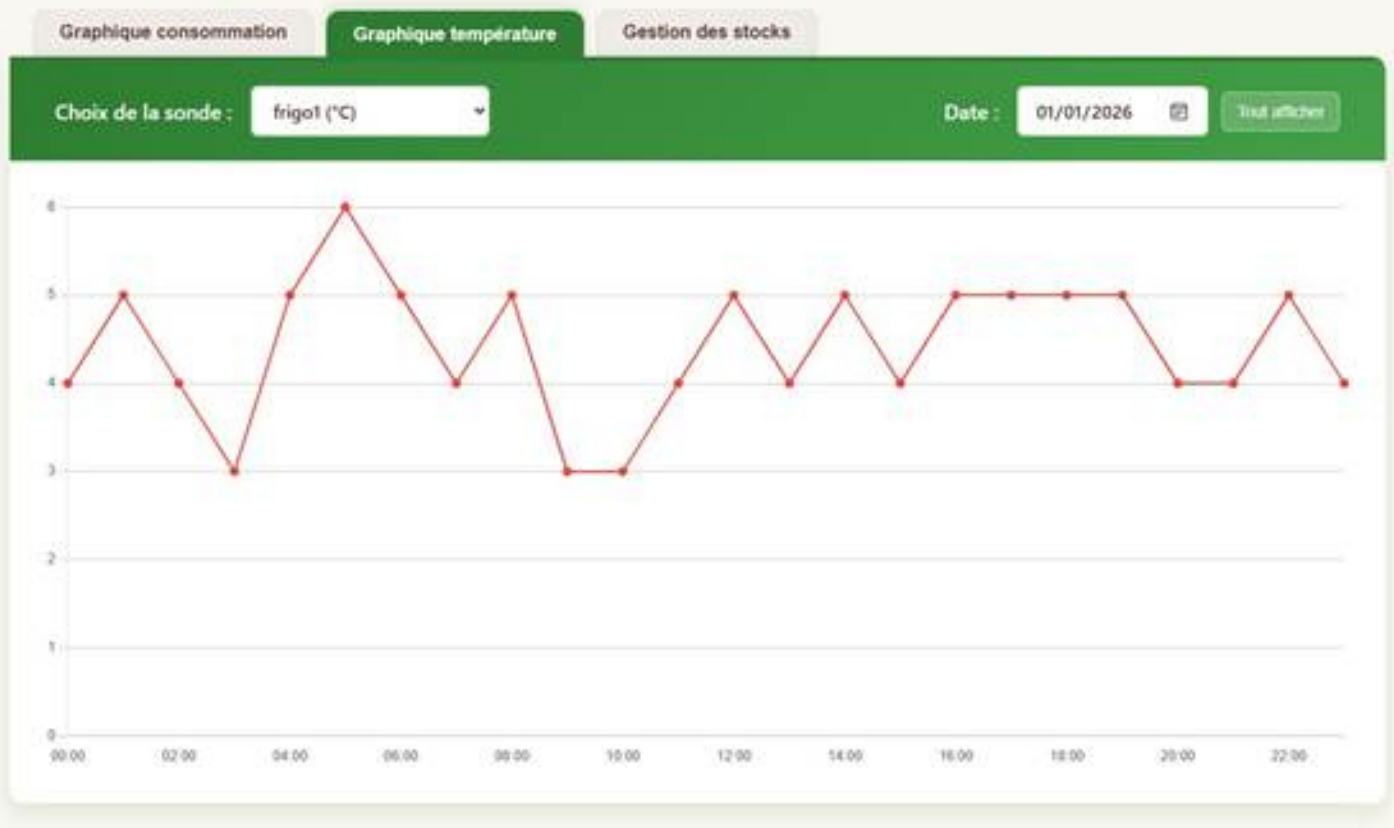 Graphique consommation Graphique température Gestion des stocks
Choix de la sonde : frigo1 (°C) Date : 01/01/2026 Tout afficher
6
5
4
3
2
1
0
00:00 02:00 04:00 06:00 08:00 10:00 12:00 14:00 16:00 18:00 20:00 22:00